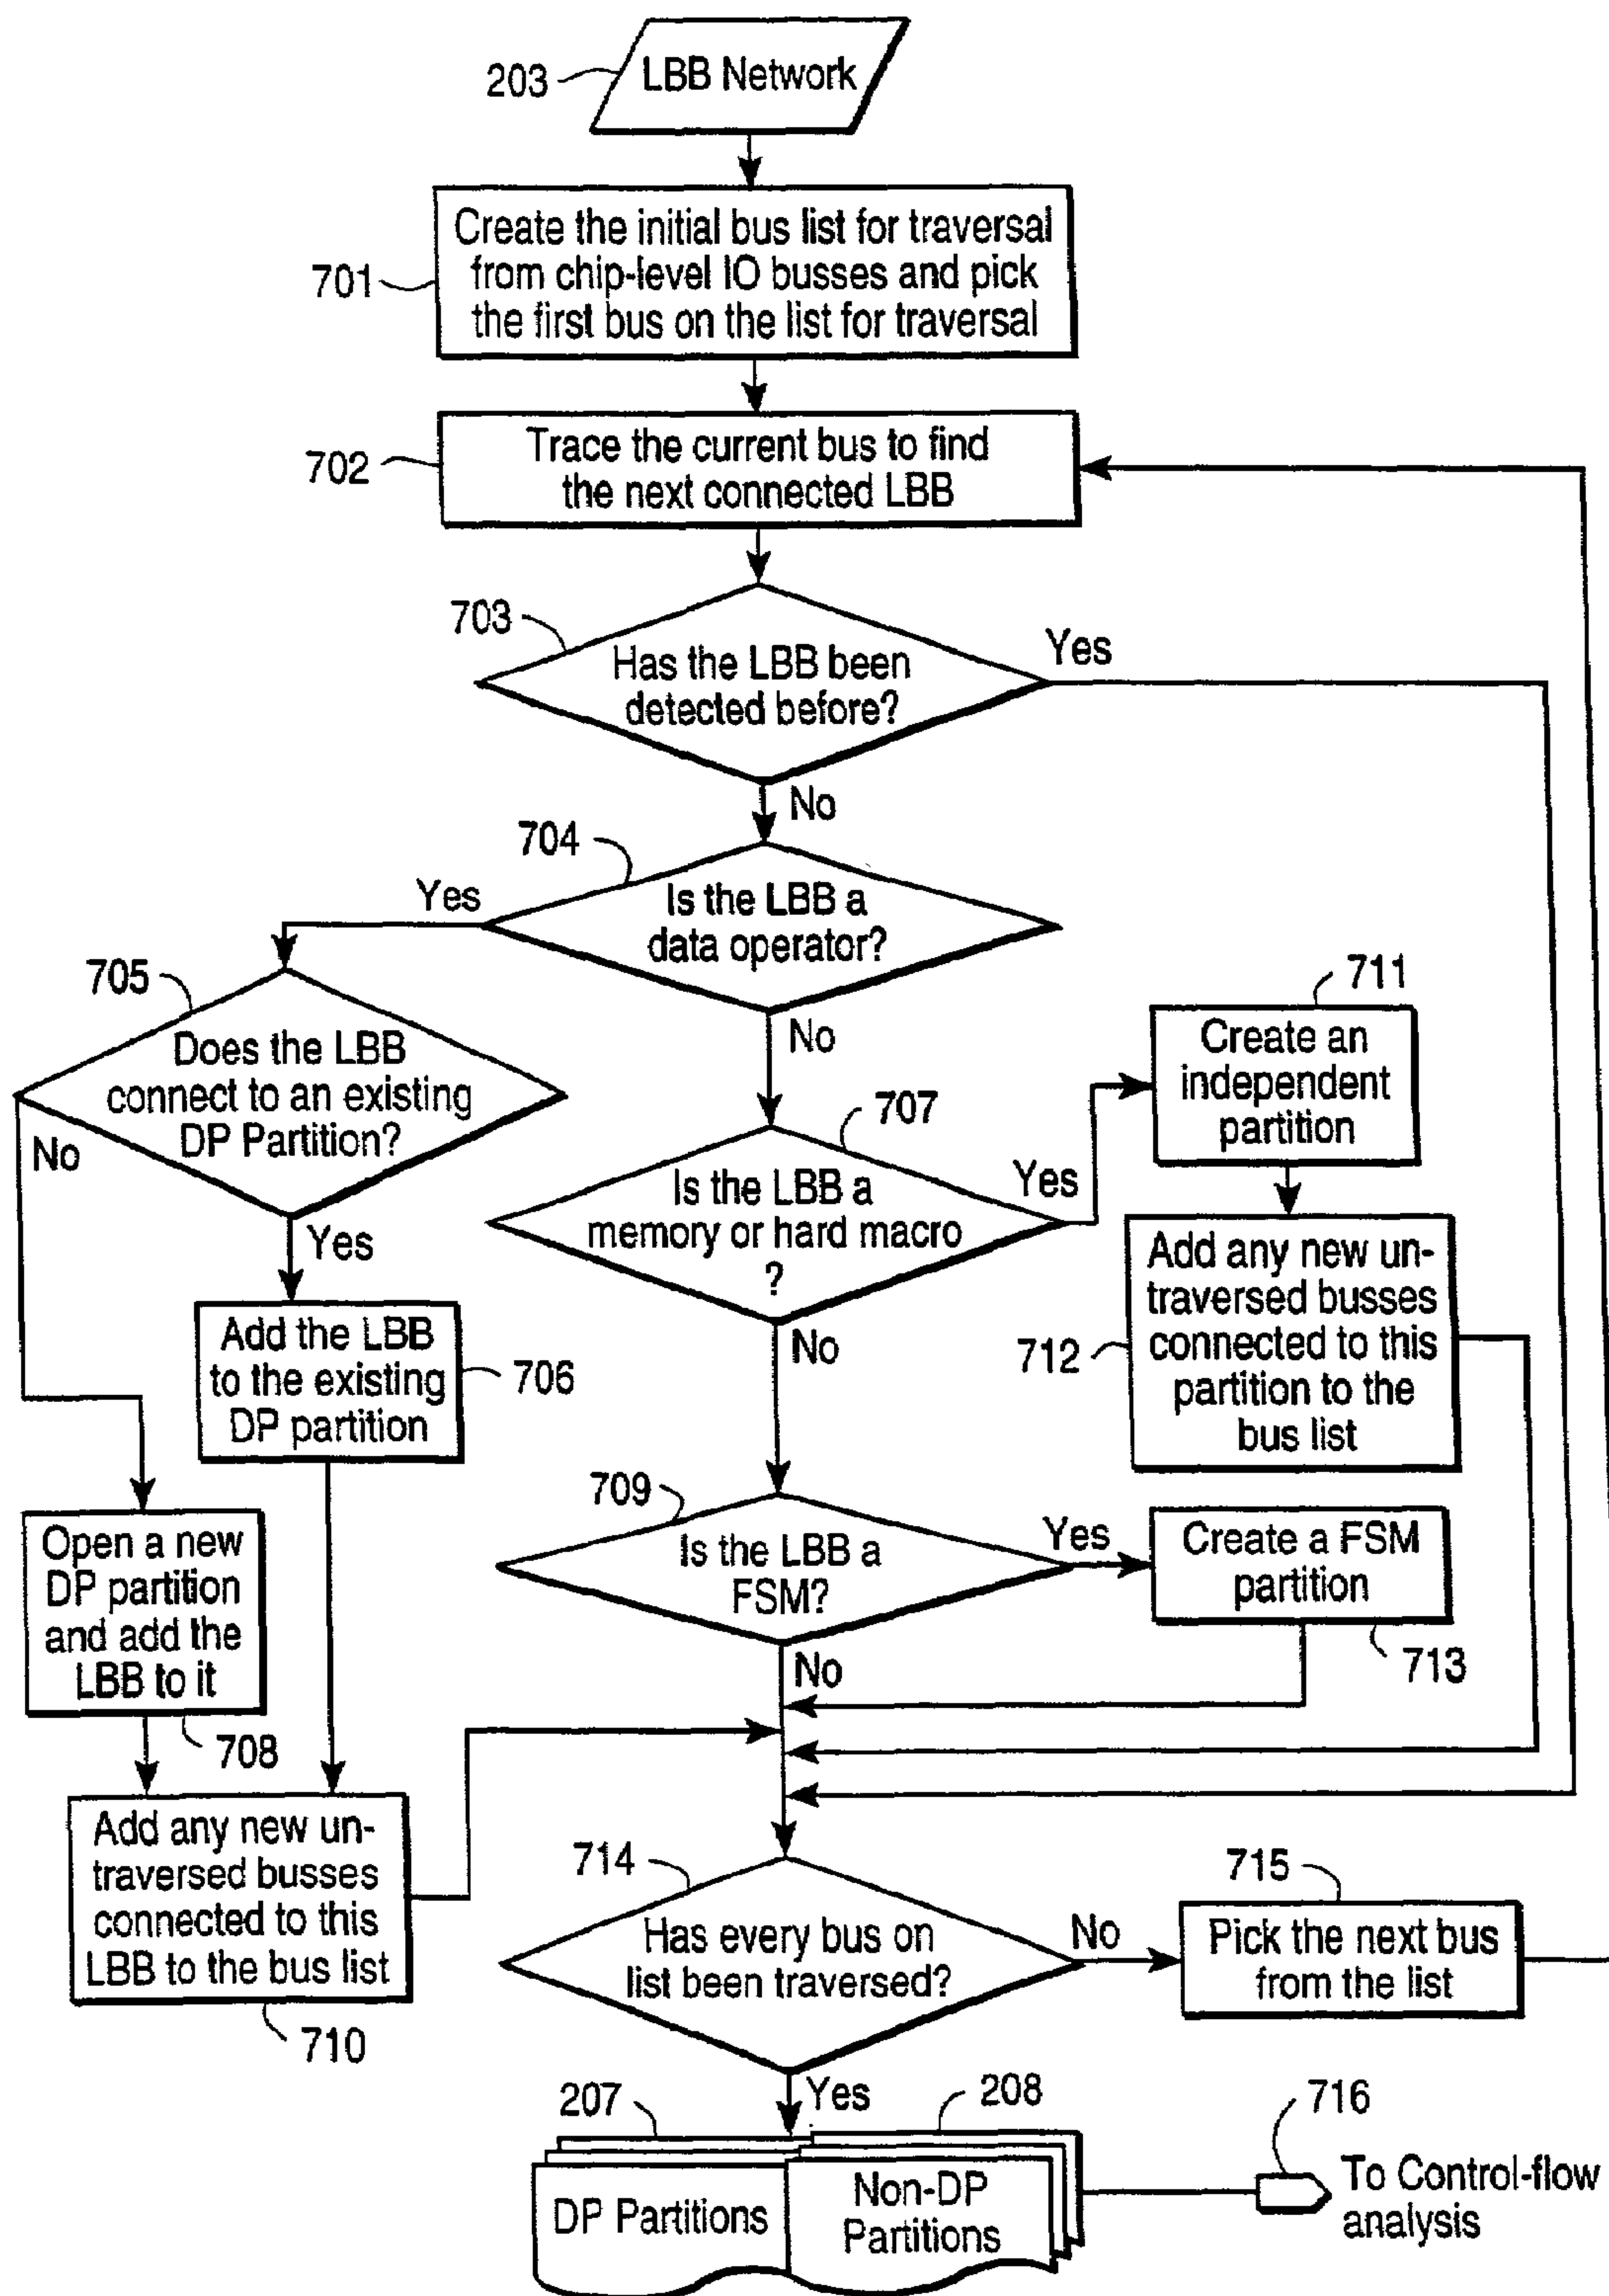 203
LBB Network
701
Create the initial bus list for traversal
from chip-level IO busses and pick
the first bus on the list for traversal
702
Trace the current bus to find
the next connected LBB
703
Has the LBB been
detected before?
Yes
No
704
Is the LBB a
data operator?
Yes
No
705
Does the LBB
connect to an existing
DP Partition?
No
Yes
707
Is the LBB a
memory or hard macro
?
Yes
No
711
Create an
independent
partition
712
Add any new un-
traversed busses
connected to this
partition to the
bus list
Add the LBB
to the existing
DP partition
706
709
Is the LBB a
FSM?
Yes
No
Create a FSM
partition
713
Open a new
DP partition
and add the
LBB to it
708
Add any new un-
traversed busses
connected to this
LBB to the bus list
710
714
Has every bus on
list been traversed?
No
Yes
715
Pick the next bus
from the list
207
DP Partitions
208
Non-DP
Partitions
716
To Control-flow
analysis